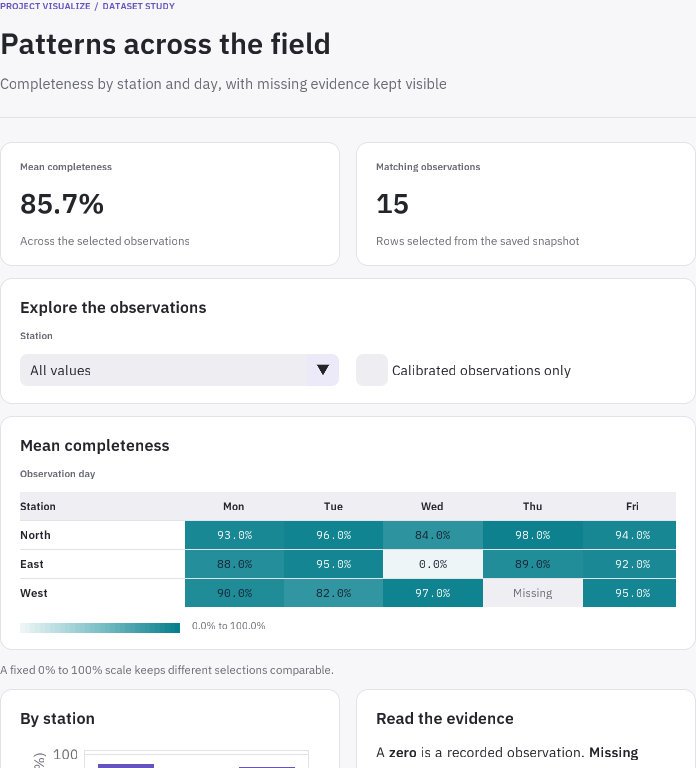 PROJECT VISUALIZE / DATASET STUDY
Patterns across the field
Completeness by station and day, with missing evidence kept visible
Mean completeness
85.7%
Across the selected observations
Matching observations
15
Rows selected from the saved snapshot
Explore the observations
Station
All values
Calibrated observations only
Mean completeness
Observation day
Station Mon Tue Wed Thu Fri
North 93.0% 96.0% 84.0% 98.0% 94.0%
East 88.0% 95.0% 0.0% 89.0% 92.0%
West 90.0% 82.0% 97.0% Missing 95.0%
0.0% to 100.0%
A fixed 0% to 100% scale keeps different selections comparable.
By station
100
%)
Read the evidence
A zero is a recorded observation. Missing